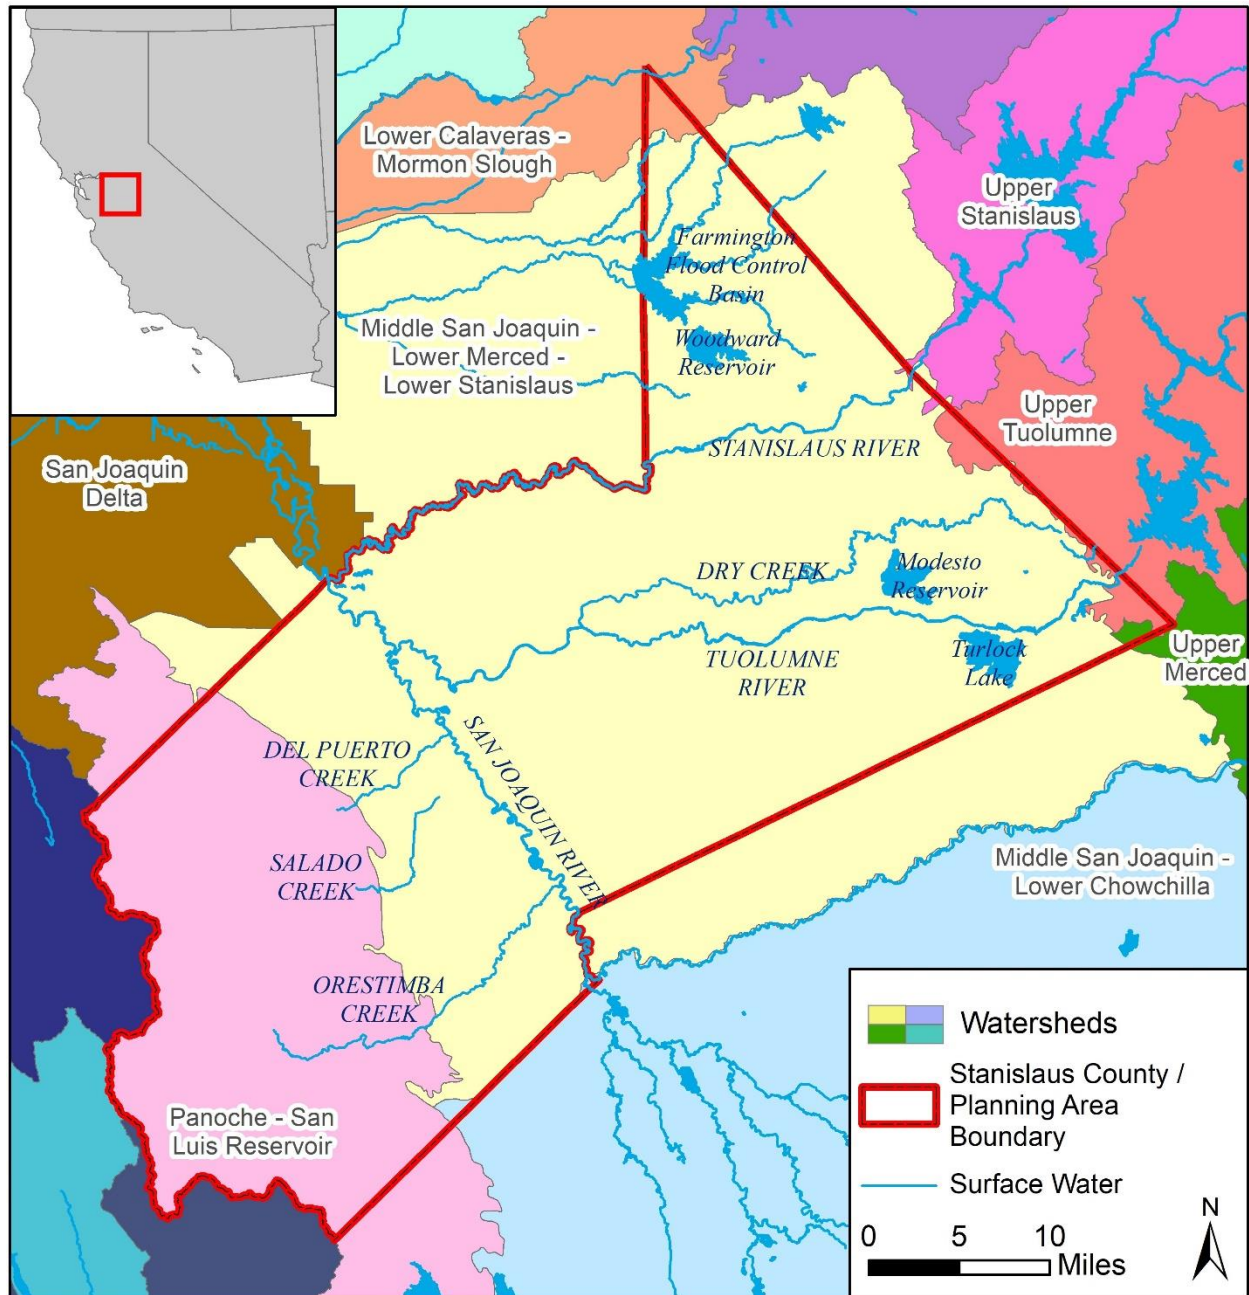 Lower Calaveras -
Mormon Slough
Upper
Stanislaus
Farmington
Flood Control
Basin
Middle San Joaquin -
Lower Merced -
Lower Stanislaus
Woodward
Reservoir
Upper
Tuolumne
STANISLAUS RIVER
San Joaquin
Delta
DRY CREEK
Modesto
Reservoir
TUOLUMNE
RIVER
Turlock
Lake
Upper
Merced
DEL PUERTO
CREEK
SAN JOAQUIN RIVER
SALADO
CREEK
Middle San Joaquin -
Lower Chowchilla
ORESTIMBA
CREEK
Panoche - San
Luis Reservoir
Watersheds
Stanislaus County /
Planning Area
Boundary
Surface Water
N
0 5 10
Miles